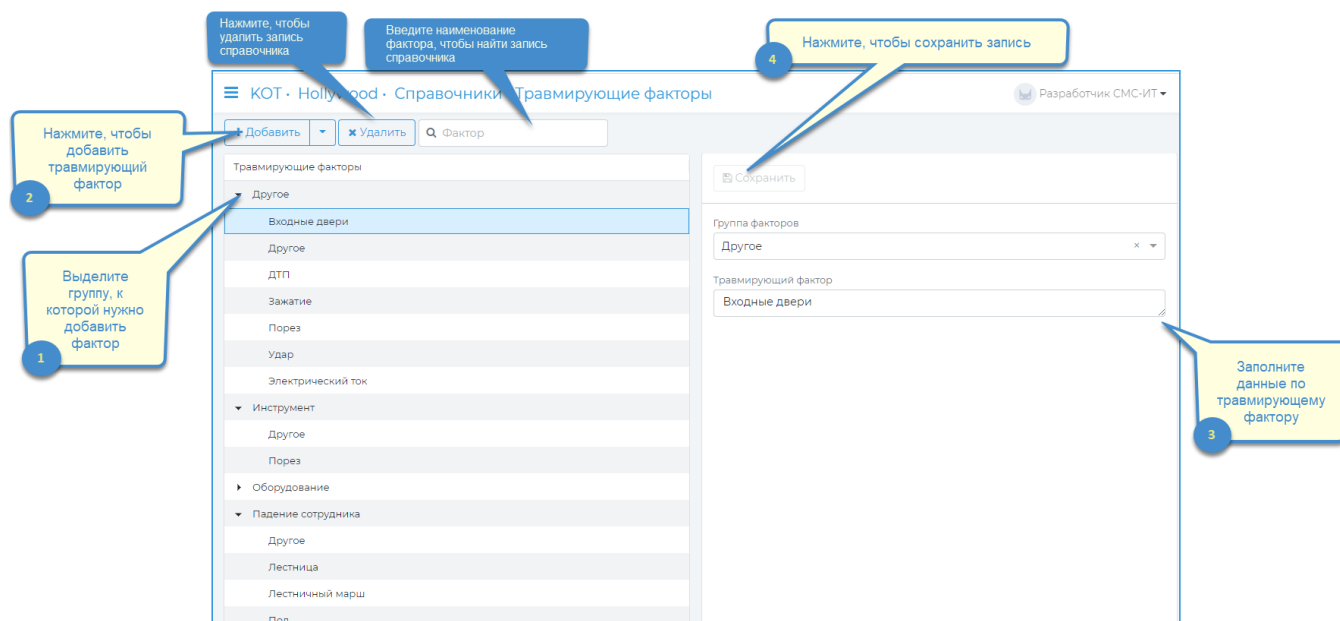 Нажмите, чтобы
удалить запись
справочника
Введите наименование
фактора, чтобы найти запись
справочника
Нажмите, чтобы сохранить запись
4
КОТ · Hollywood · Справочники Травмирующие факторы
Разработчик СМС-ИТ
Нажмите, чтобы
добавить
травмирующий
фактор
2
Добавить
Удалить
Фактор
Травмирующие факторы
Сохранить
Другое
Входные двери
Другое
ДТП
Зажатие
Порез
Удар
Электрический ток
Инструмент
Другое
Порез
Оборудование
Падение сотрудника
Другое
Лестница
Лестничный марш
Пол
Группа факторов
Другое
Травмирующий фактор
Входные двери
Выделите
группу, к
которой нужно
добавить
фактор
1
Заполните
данные по
травмирующему
фактору
3